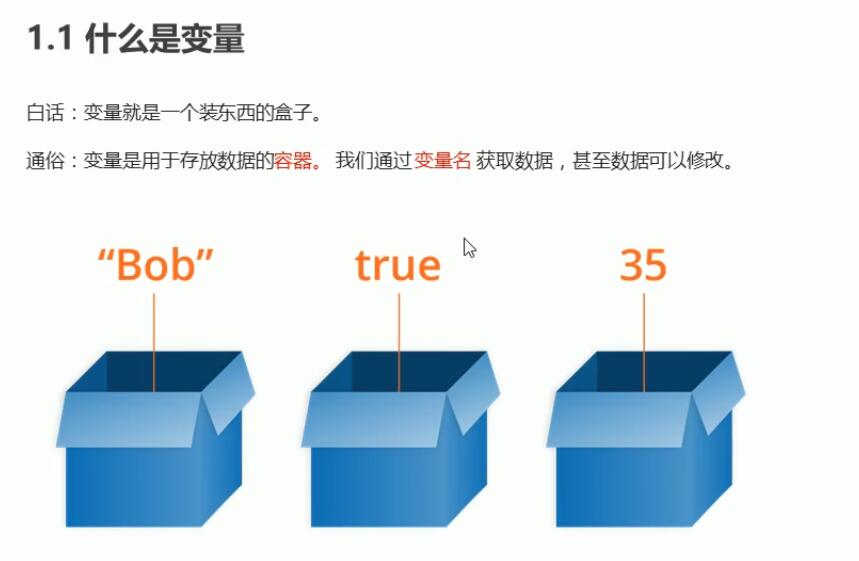 1.1 什么是变量
白话：变量就是一个装东西的盒子。
通俗：变量是用于存放数据的容器。 我们通过 变量名 获取数据，甚至数据可以修改。
“Bob” true 35